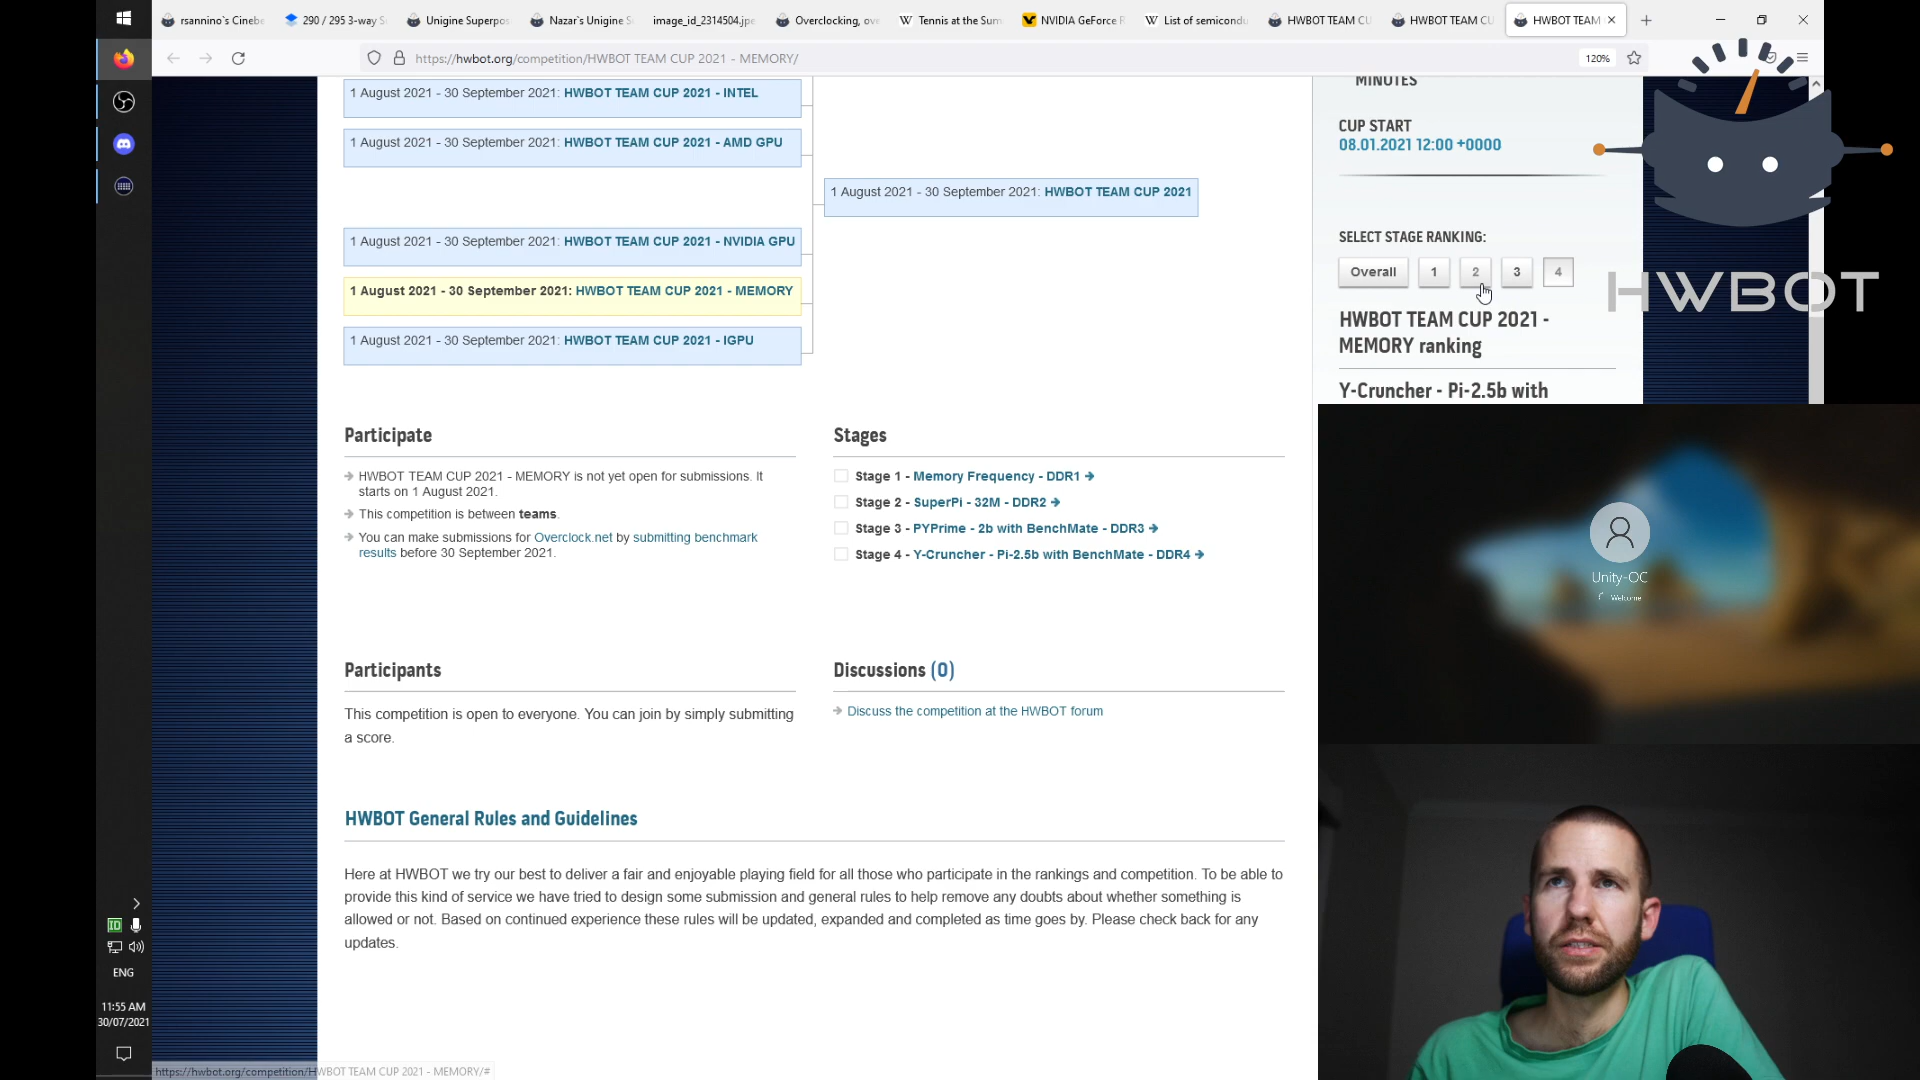 rsannino's Cinebe
290 / 295 3-way S
Unigine Superpos
Nazar's Unigine S
image_id_2314504.jpe
Overclocking, ove
Tennis at the Sum
NVIDIA GeForce R
List of semicondu
HWBOT TEAM CU
HWBOT TEAM CU
HWBOT TEAM
https://hwbot.org/competition/HWBOT TEAM CUP 2021 - MEMORY/
120%
1 August 2021 - 30 September 2021: HWBOT TEAM CUP 2021 - INTEL
1 August 2021 - 30 September 2021: HWBOT TEAM CUP 2021 - AMD GPU
1 August 2021 - 30 September 2021: HWBOT TEAM CUP 2021
1 August 2021 - 30 September 2021: HWBOT TEAM CUP 2021 - NVIDIA GPU
1 August 2021 - 30 September 2021: HWBOT TEAM CUP 2021 - MEMORY
1 August 2021 - 30 September 2021: HWBOT TEAM CUP 2021 - IGPU
MINUTES
CUP START
08.01.2021 12:00 +0000
SELECT STAGE RANKING:
Overall 1 2 3 4
HWBOT TEAM CUP 2021 -
MEMORY ranking
Y-Cruncher - Pi-2.5b with
HWBOT
Participate
HWBOT TEAM CUP 2021 - MEMORY is not yet open for submissions. It
starts on 1 August 2021.
This competition is between teams.
You can make submissions for Overclock.net by submitting benchmark
results before 30 September 2021.
Stages
Stage 1 - Memory Frequency - DDR1
Stage 2 - SuperPi - 32M - DDR2
Stage 3 - PYPrime - 2b with BenchMate - DDR3
Stage 4 - Y-Cruncher - Pi-2.5b with BenchMate - DDR4
Participants
This competition is open to everyone. You can join by simply submitting
a score.
Discussions (0)
Discuss the competition at the HWBOT forum
HWBOT General Rules and Guidelines
Here at HWBOT we try our best to deliver a fair and enjoyable playing field for all those who participate in the rankings and competition. To be able to
provide this kind of service we have tried to design some submission and general rules to help remove any doubts about whether something is
allowed or not. Based on continued experience these rules will be updated, expanded and completed as time goes by. Please check back for any
updates.
Unity-OC
Welcome
ID
ENG
11:55 AM
30/07/2021
https://hwbot.org/competition/HWBOT TEAM CUP 2021 - MEMORY/#